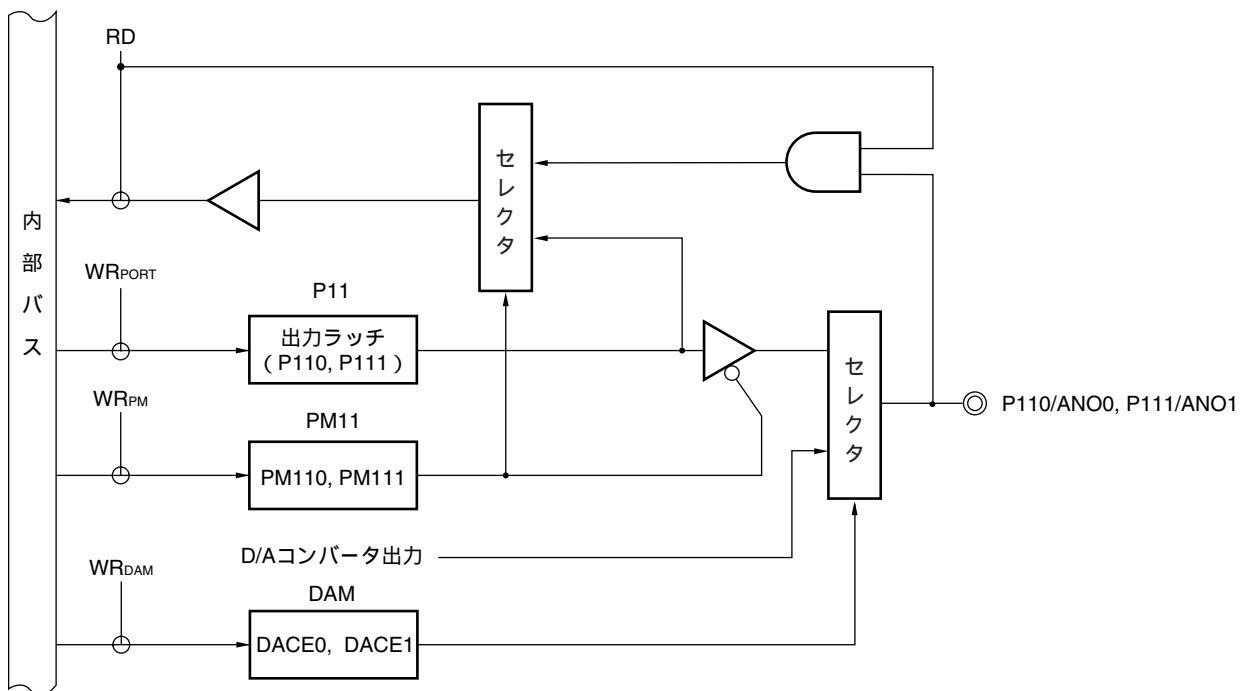 RD
セレクタ
内部バス
WRPORT
P11
出力ラッチ
(P110, P111)
WRPM
PM11
PM110, PM111
セレクタ
P110/ANO0, P111/ANO1
D/Aコンバータ出力
WRDAM
DAM
DACE0, DACE1